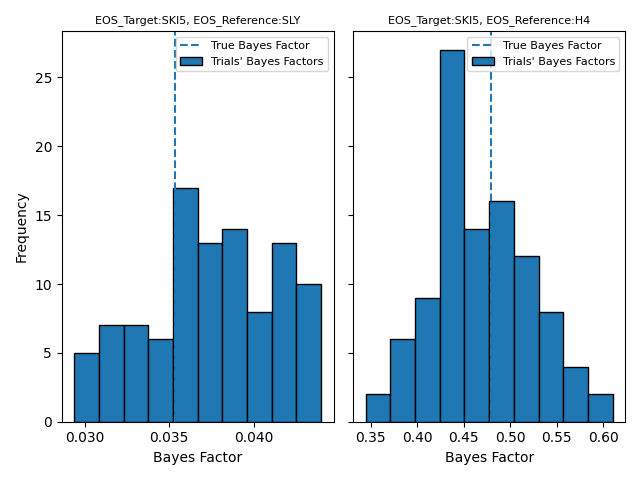 EOS_Target:SKI5, EOS_Reference:SLY
True Bayes Factor
Trials' Bayes Factors
Frequency
25
20
15
10
5
0
0.030 0.035 0.040
Bayes Factor
EOS_Target:SKI5, EOS_Reference:H4
True Bayes Factor
Trials' Bayes Factors
0.35 0.40 0.45 0.50 0.55 0.60
Bayes Factor